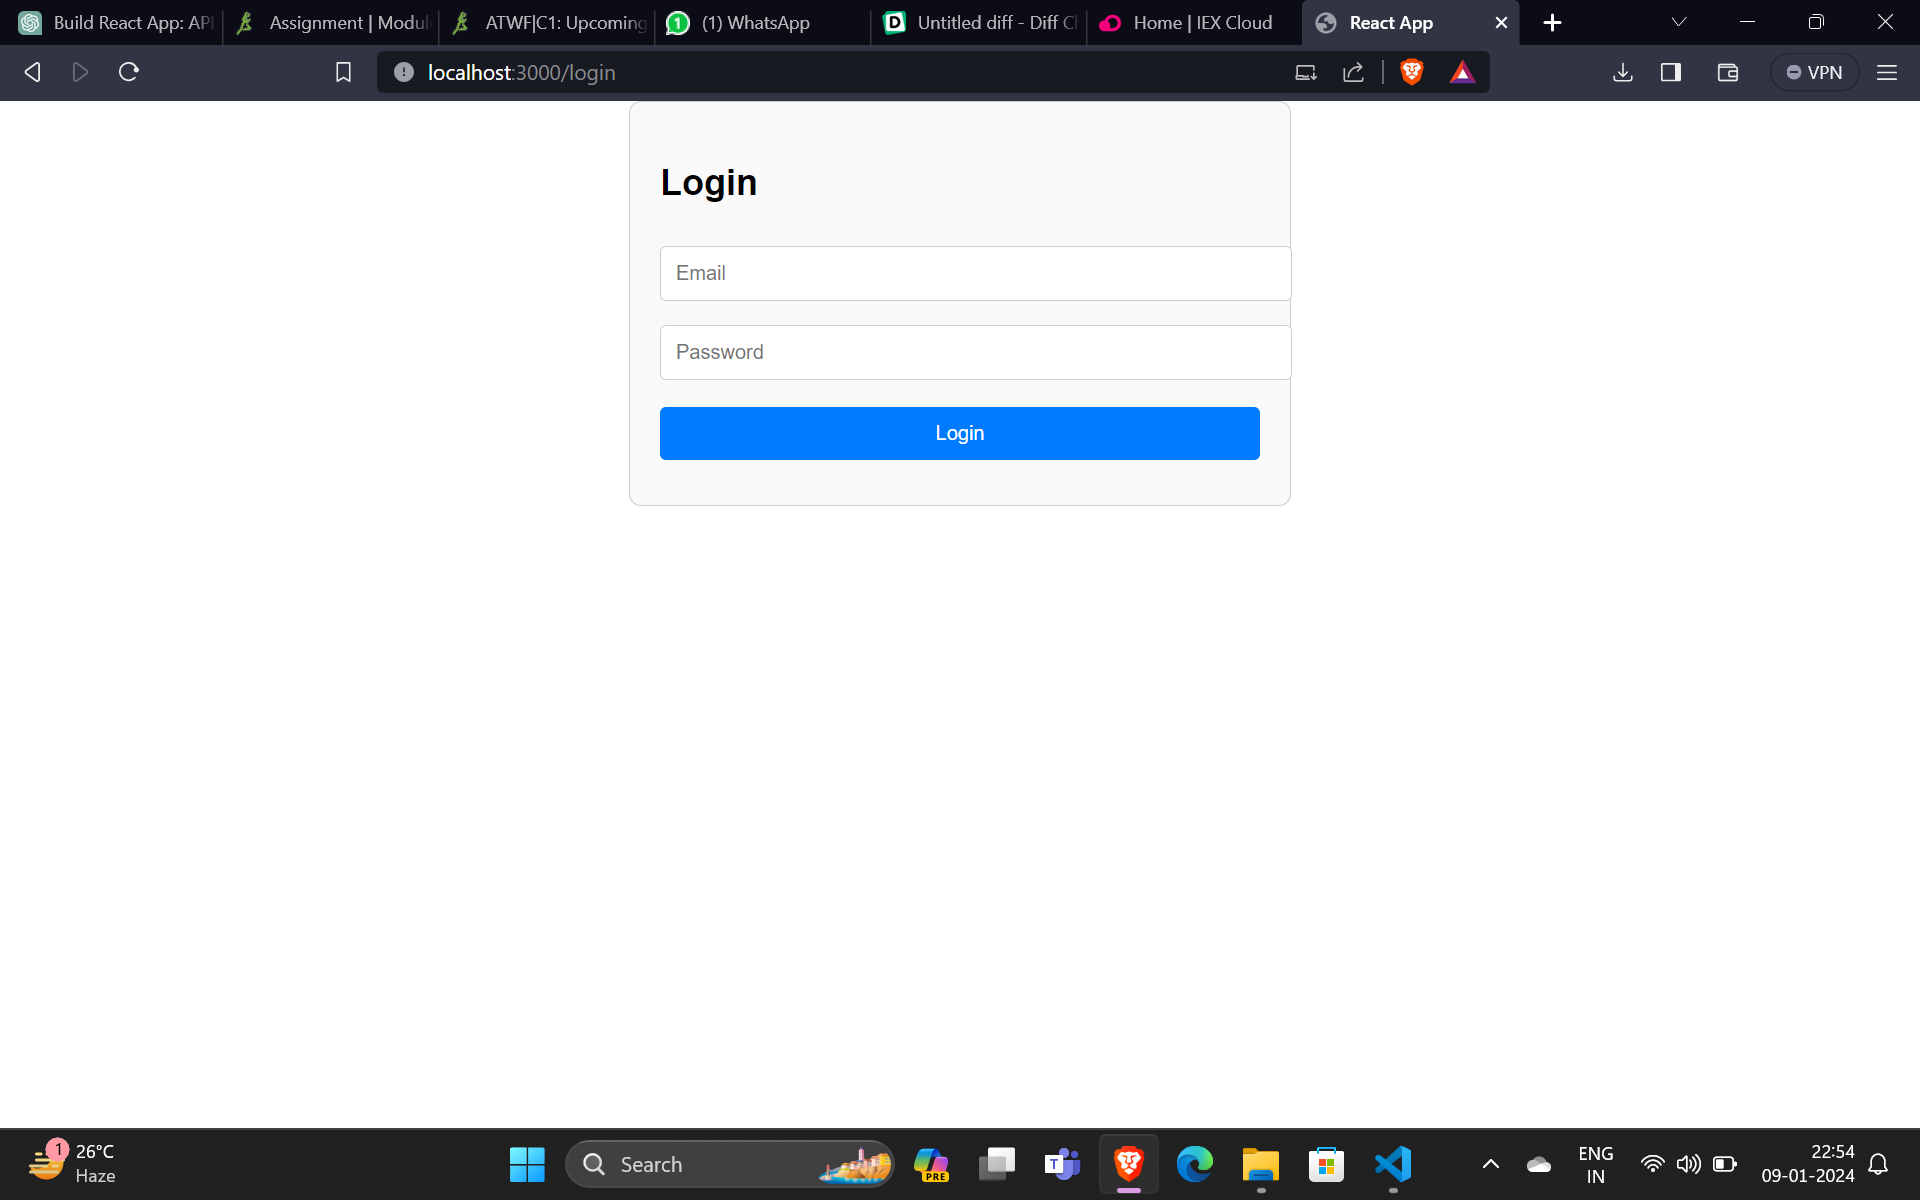 Build React App: API
Assignment | Modul
ATWF|C1: Upcoming
1 (1) WhatsApp
D Untitled diff - Diff Ch
Home | IEX Cloud
React App
localhost:3000/login
VPN
Login
Email
Password
Login
1 26°C
Haze
Search
PRE
T
ENG
IN
22:54
09-01-2024